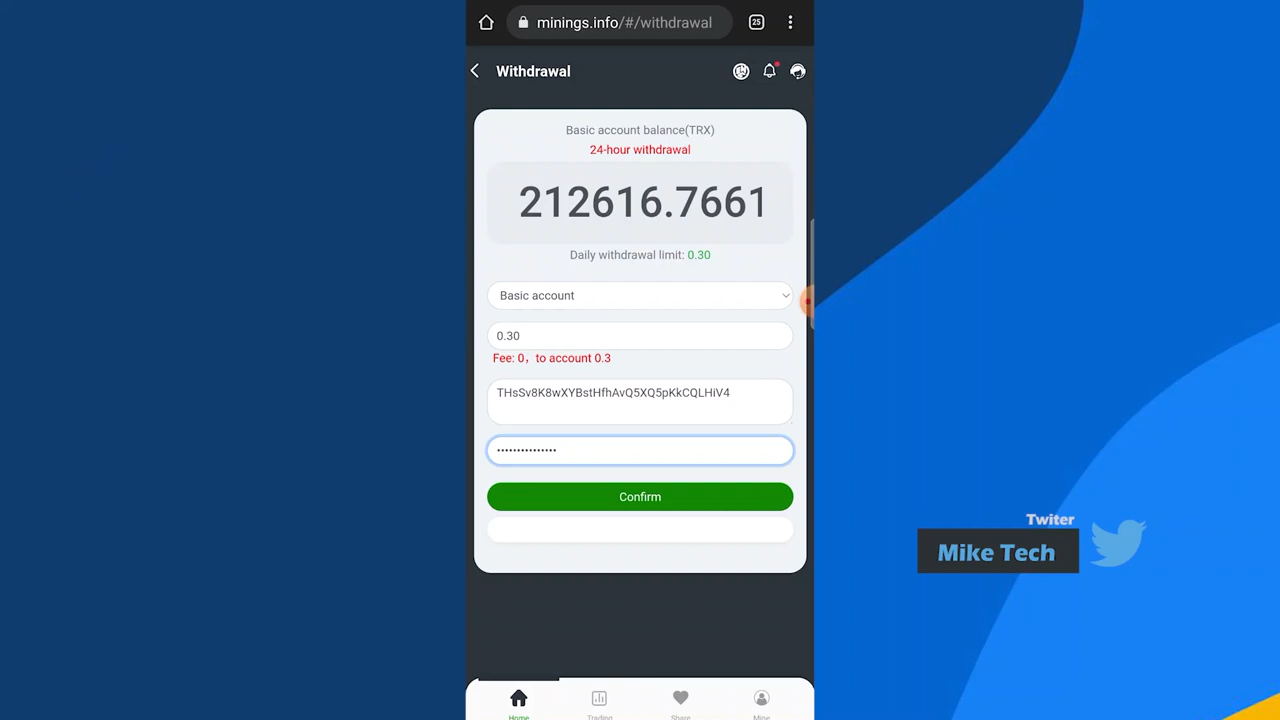 minings.info/#/withdrawal
25
Withdrawal
Basic account balance(TRX)
24-hour withdrawal
212616.7661
Daily withdrawal limit: 0.30
Basic account
0.30
Fee: 0，to account 0.3
THsSv8K8wXYBstHfhAvQ5XQ5pKkCQLHiV4
•••••••••••••••
Confirm
Twiter
Mike Tech
Home
Trading
Share
Mine